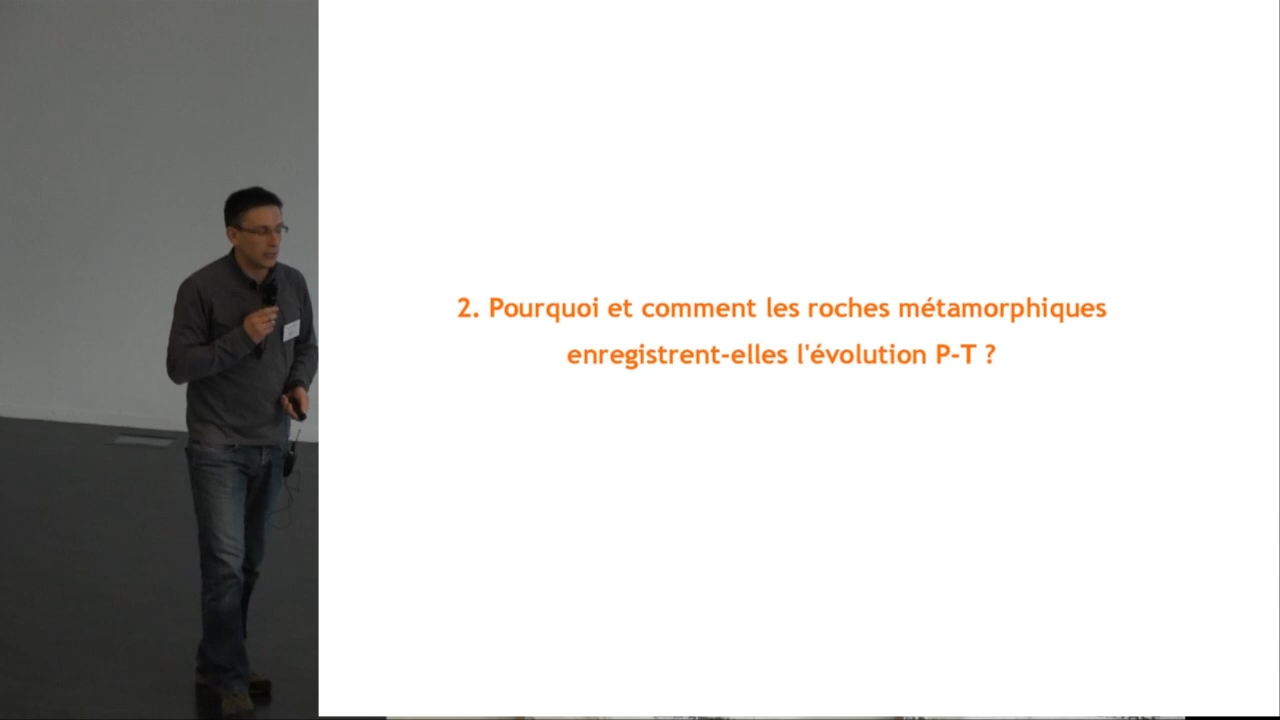 2. Pourquoi et comment les roches métamorphiques
enregistrent-elles l'évolution P-T ?